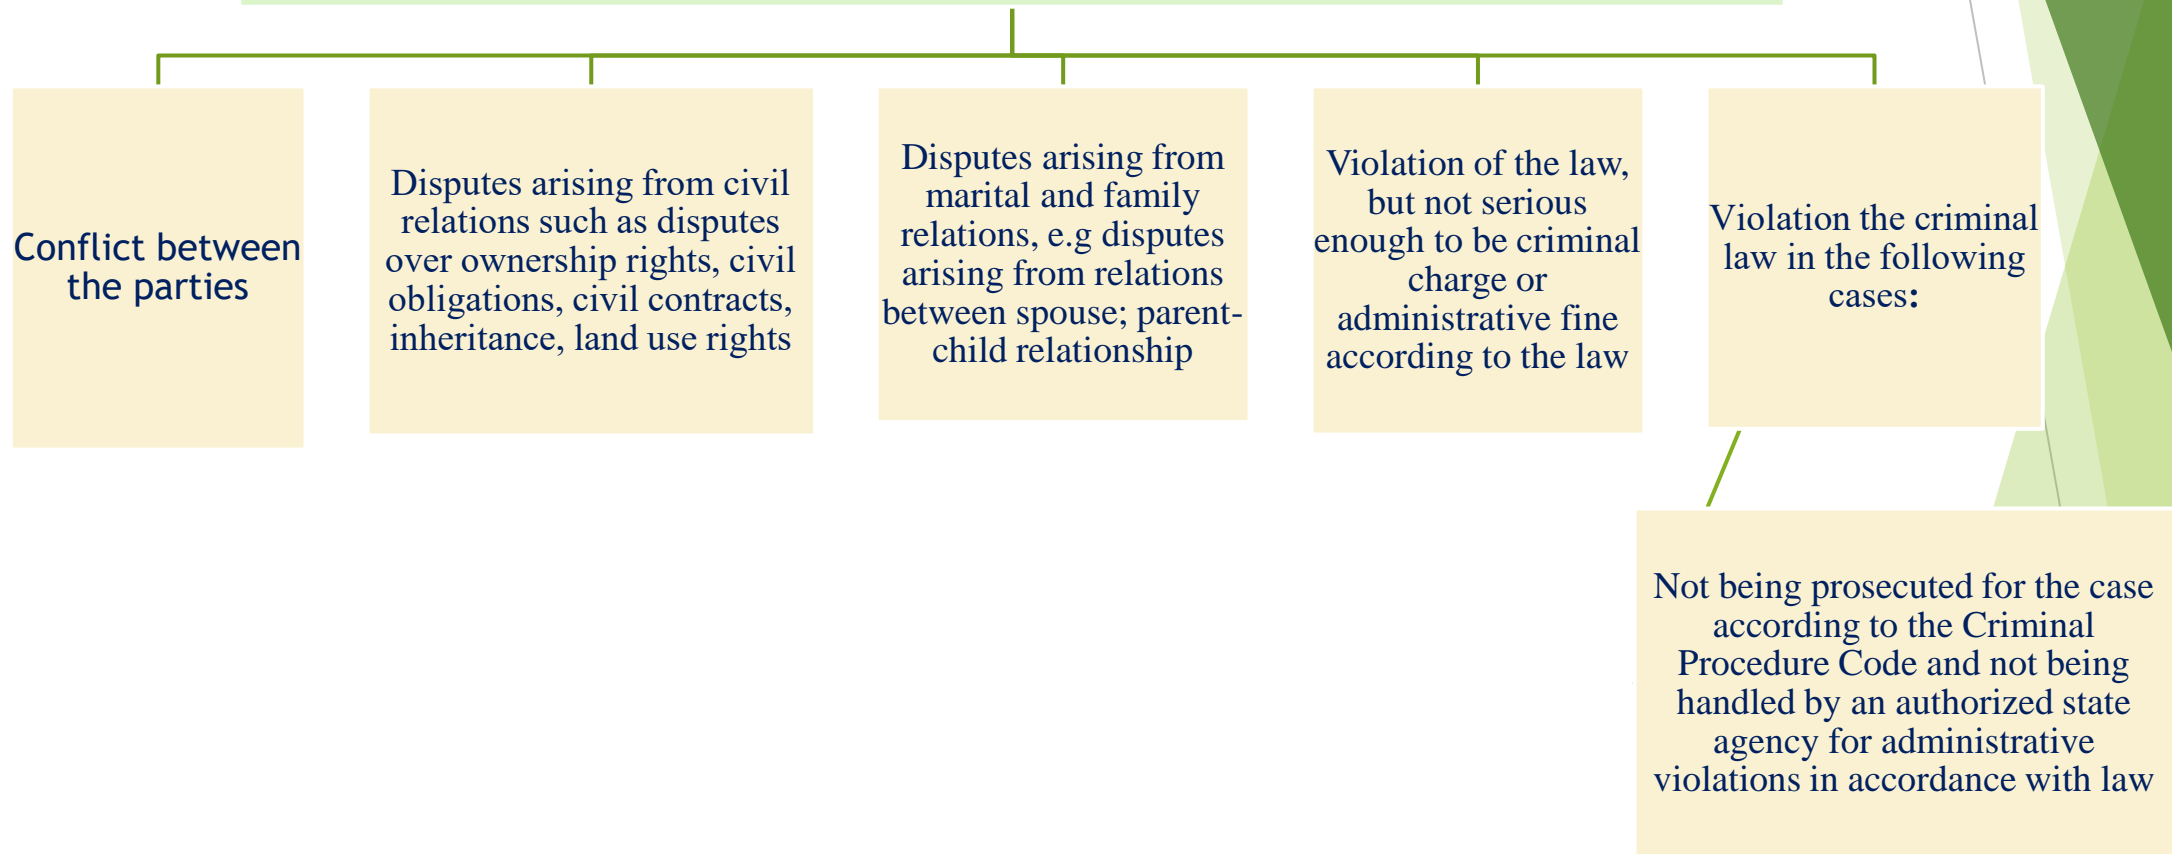 Conflict between
the parties
Disputes arising from civil
relations such as disputes
over ownership rights, civil
obligations, civil contracts,
inheritance, land use rights
Disputes arising from
marital and family
relations, e.g disputes
arising from relations
between spouse; parent-
child relationship
Violation of the law,
but not serious
enough to be criminal
charge or
administrative fine
according to the law
Violation the criminal
law in the following
cases:
Not being prosecuted for the case
according to the Criminal
Procedure Code and not being
handled by an authorized state
agency for administrative
violations in accordance with law